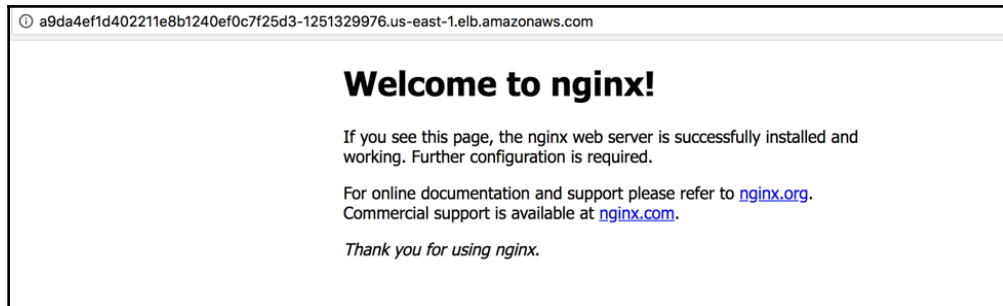 a9da4ef1d402211e8b1240ef0c7f25d3-1251329976.us-east-1.elb.amazonaws.com
Welcome to nginx!
If you see this page, the nginx web server is successfully installed and
working. Further configuration is required.
For online documentation and support please refer to nginx.org.
Commercial support is available at nginx.com.
Thank you for using nginx.